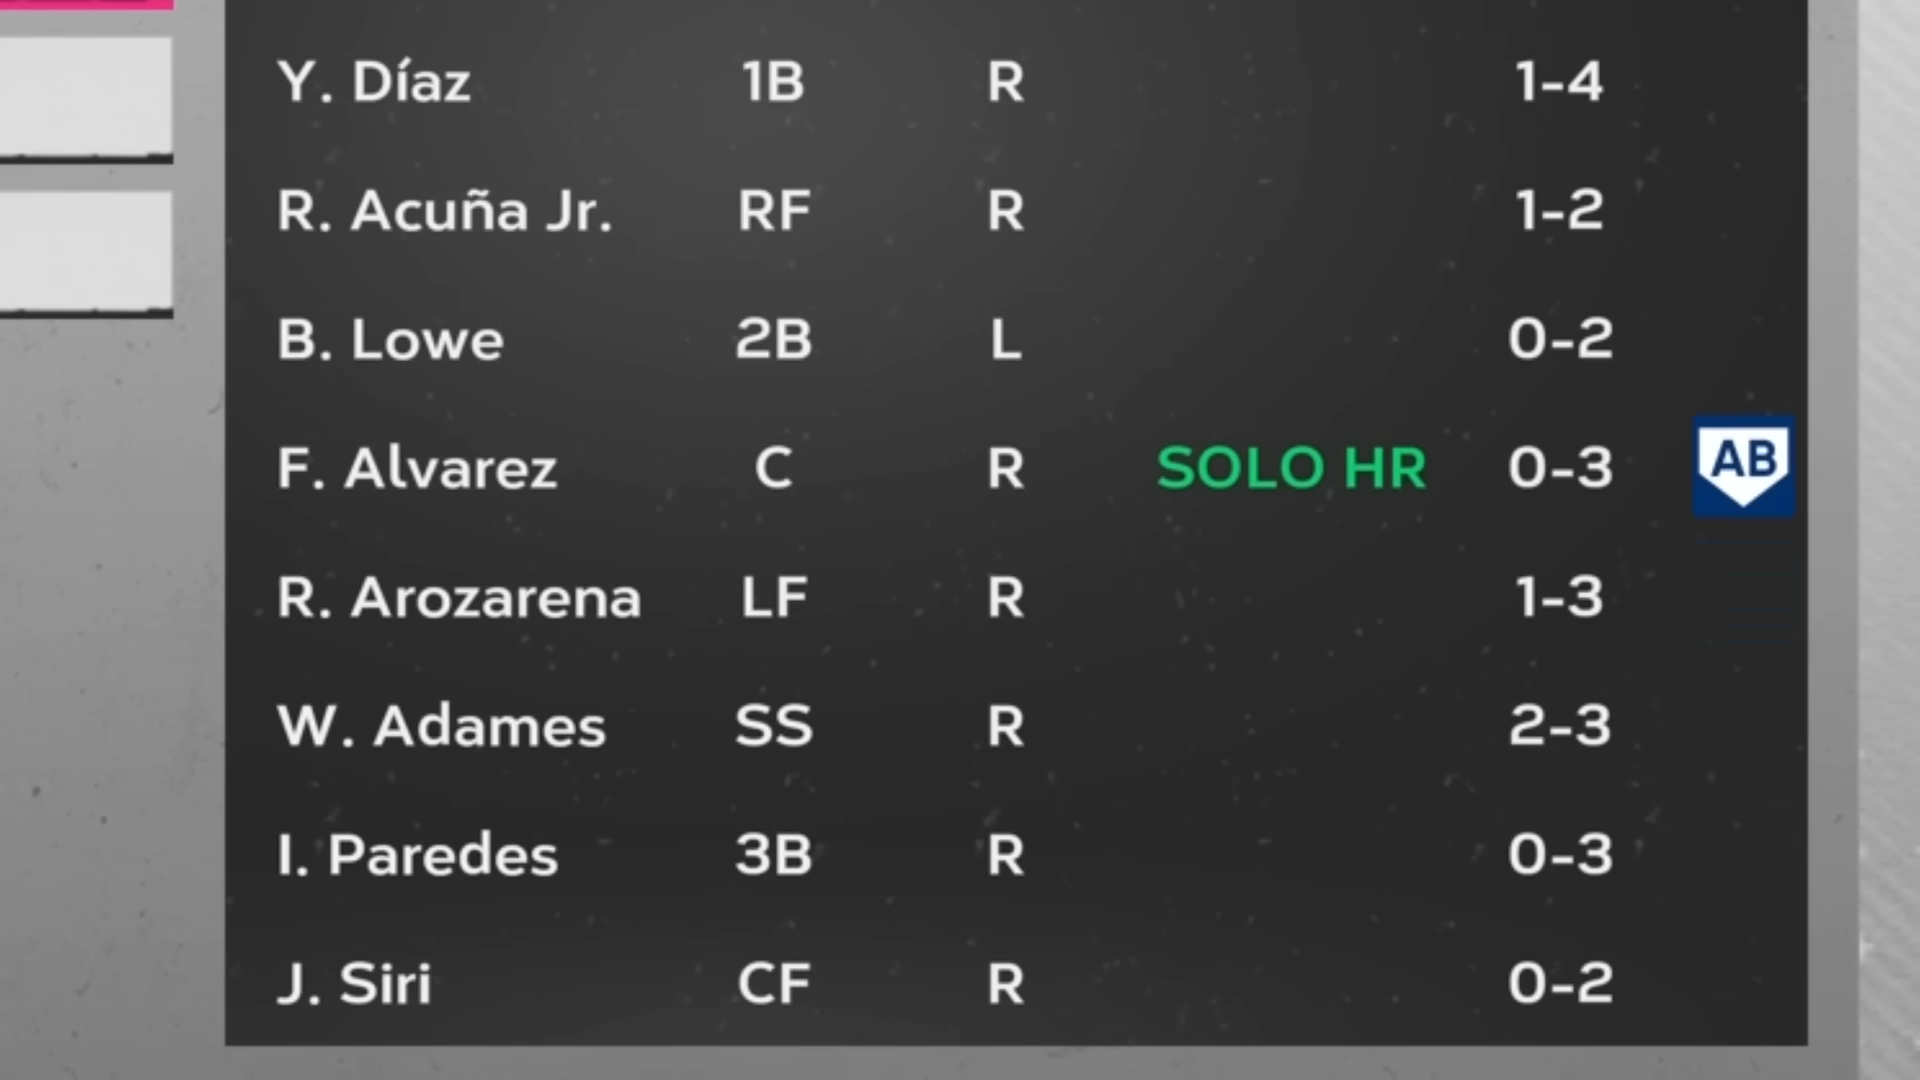 Y. Díaz 1B R 1-4
R. Acuña Jr. RF R 1-2
B. Lowe 2B L 0-2
F. Alvarez C R SOLO HR 0-3 AB
R. Arozarena LF R 1-3
W. Adames SS R 2-3
I. Paredes 3B R 0-3
J. Siri CF R 0-2